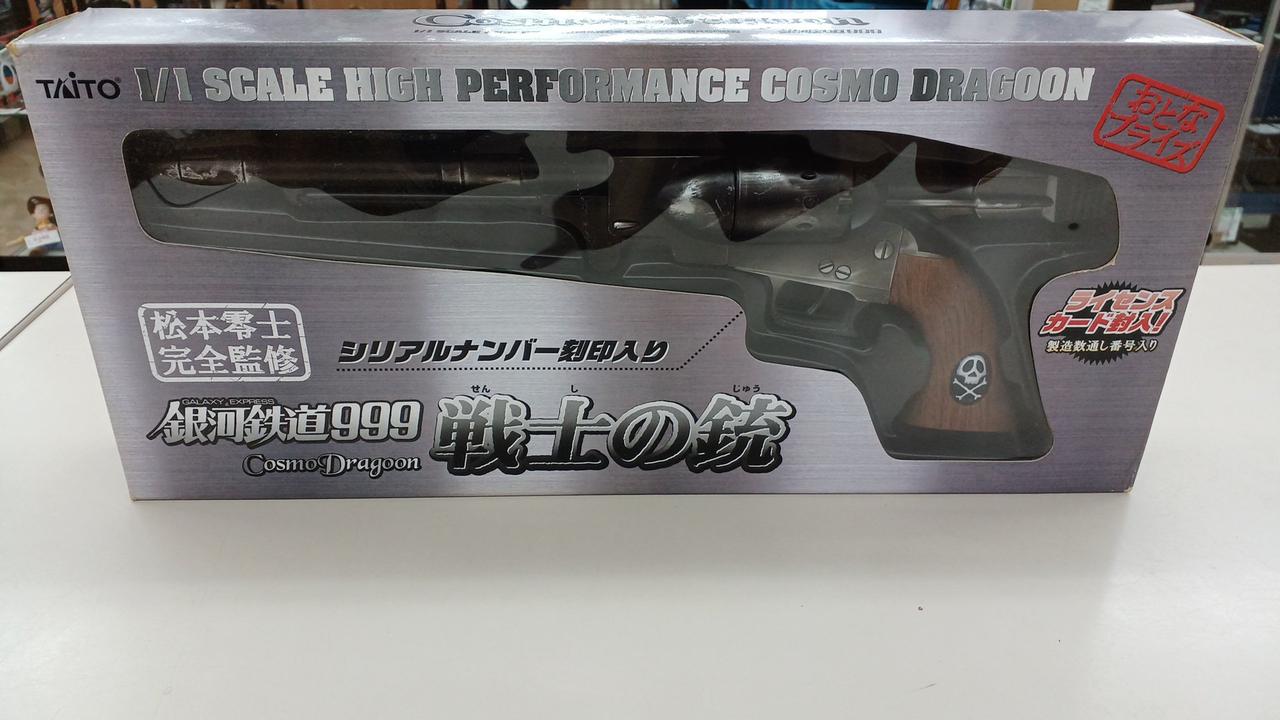 TAITO
1/1 SCALE HIGH PERFORMANCE COSMO DRAGOON
おとな
プライズ
松本零士
完全監修
シリアルナンバー刻印入り
ライセンス
カード封入!
製造数通し番号入り
GALAXY EXPRESS
銀河鉄道999
Cosmo Dragoon
せん し じゅう
戦士の銃